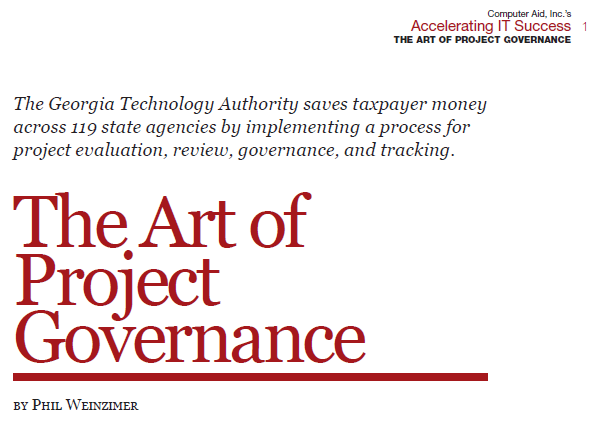 Computer Aid, Inc.'s
Accelerating IT Success 1
THE ART OF PROJECT GOVERNANCE
The Georgia Technology Authority saves taxpayer money
across 119 state agencies by implementing a process for
project evaluation, review, governance, and tracking.
The Art of
Project
Governance
BY PHIL WEINZIMER